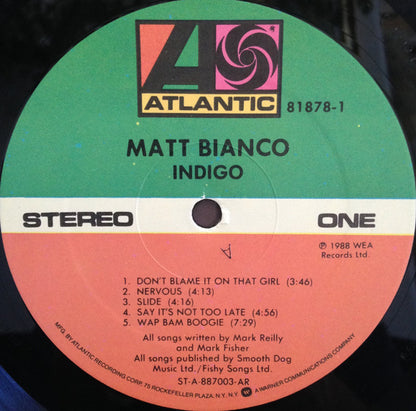 ATLANTIC
81878-1
MATT BIANCO
INDIGO
STEREO
ONE
℗ 1988 WEA
Records Ltd.
1. DON'T BLAME IT ON THAT GIRL (3:46)
2. NERVOUS (4:13)
3. SLIDE (4:16)
4. SAY IT'S NOT TOO LATE (4:56)
5. WAP BAM BOOGIE (7:29)
All songs written by Mark Reilly
and Mark Fisher
All songs published by Smooth Dog
Music Ltd./Fishy Songs Ltd.
ST-A-887003-AR
MFG. BY ATLANTIC RECORDING CORP., 75 ROCKEFELLER PLAZA, N.Y., N.Y. A WARNER COMMUNICATIONS COMPANY